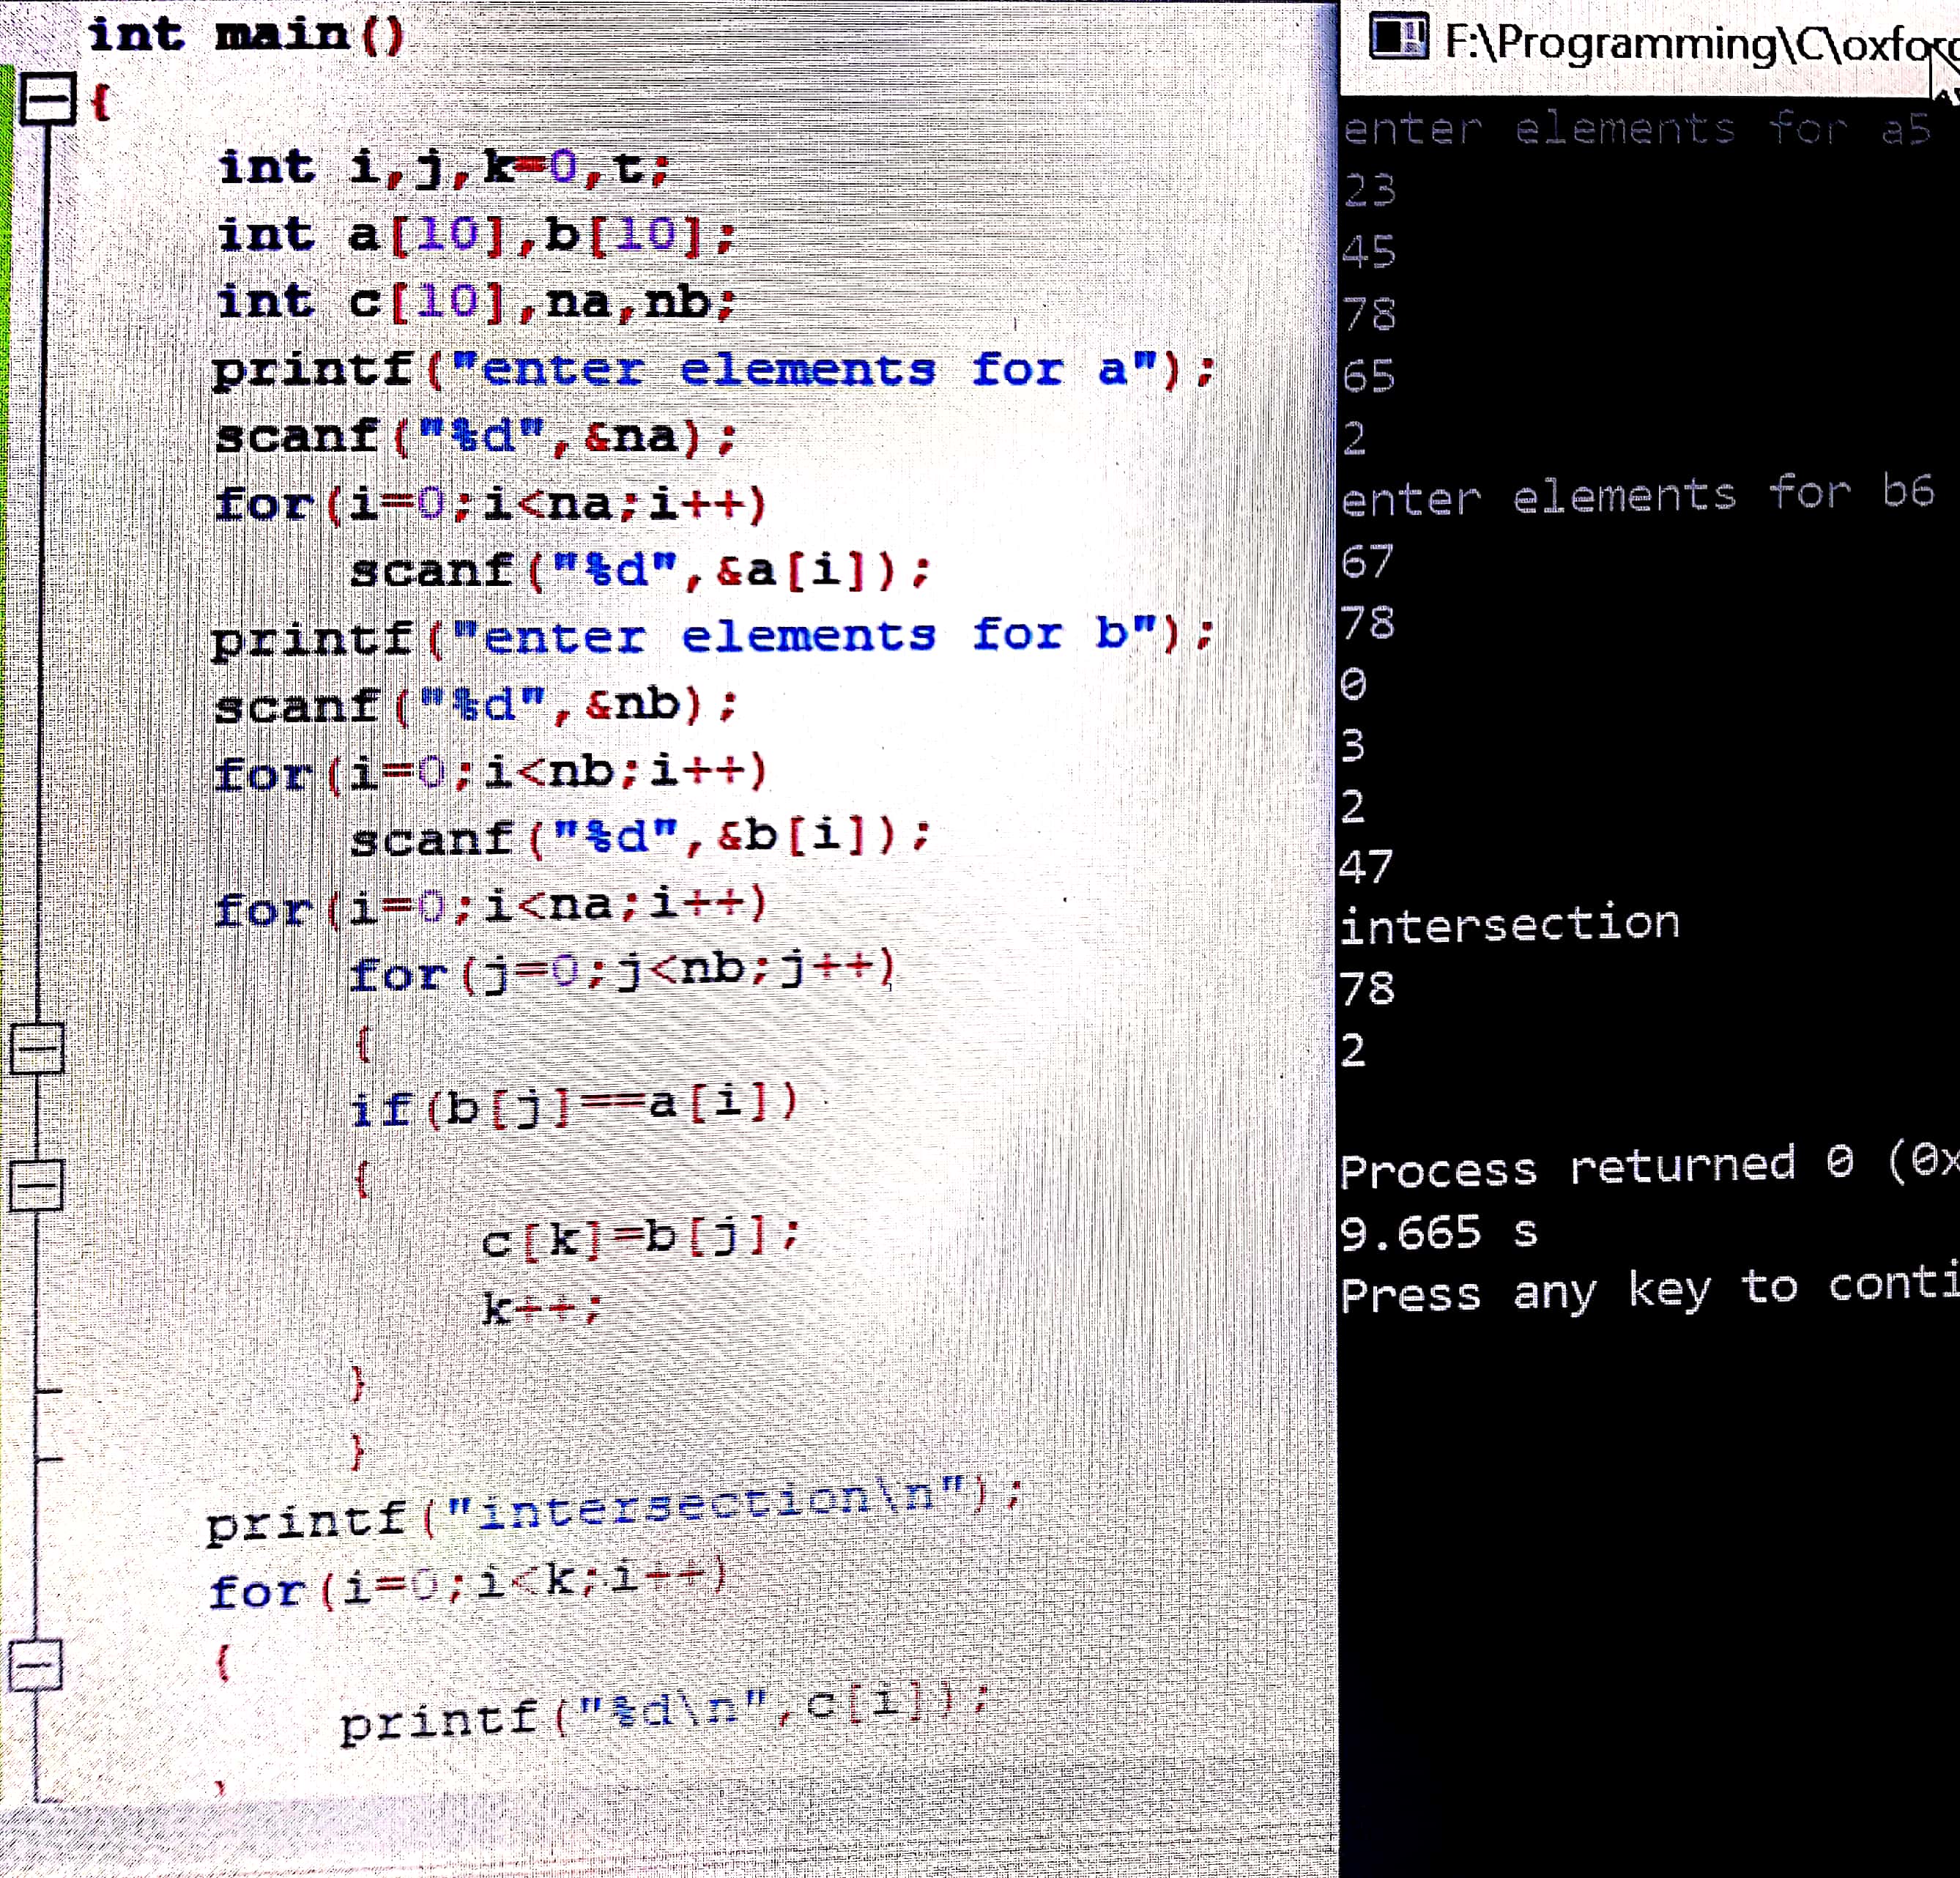 int main()
{
int i,j,k=0,t;
int a[10],b[10];
int c[10],na,nb;
printf("enter elements for a");
scanf("%d",&na);
for(i=0;i<na;i++)
scanf("%d",&a[i]);
printf("enter elements for b");
scanf("%d",&nb);
for(i=0;i<nb;i++)
scanf("%d",&b[i]);
for(i=0;i<na;i++)
for(j=0;j<nb;j++)
{
if(b[j]==a[i])
{
c[k]=b[j];
k++;
}
}
printf("intersection\n");
for(i=0;i<k;i++)
{
printf("%d\n",c[i]);
}
F:\Programming\C\oxford
enter elements for a5
23
45
78
65
2
enter elements for b6
67
78
0
3
2
47
intersection
78
2
Process returned 0 (0x
9.665 s
Press any key to conti